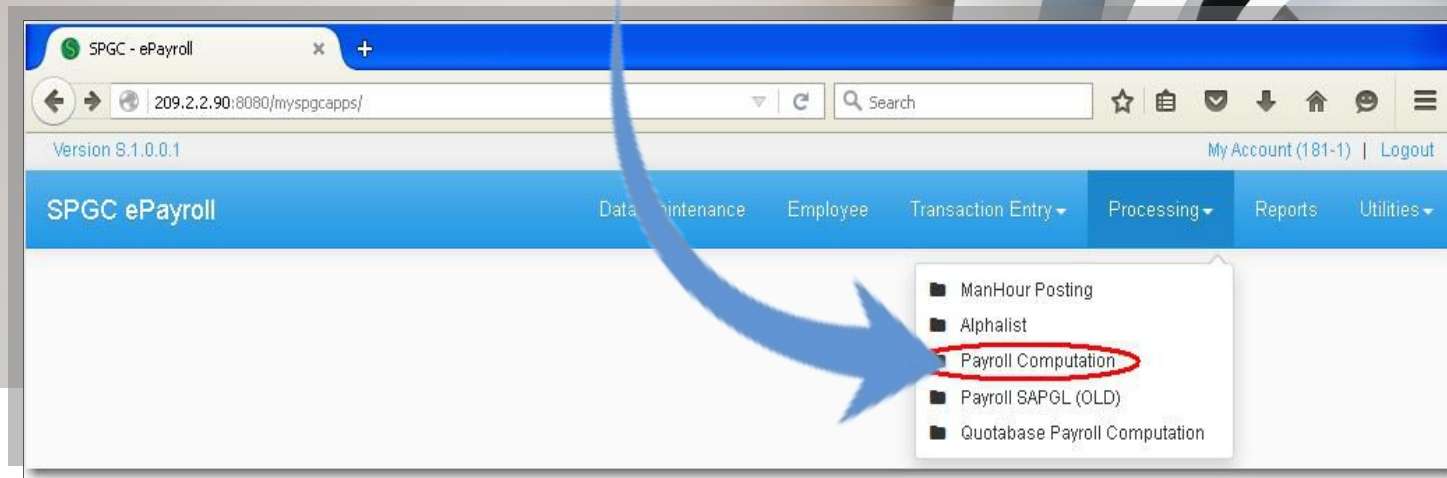 SPGC - ePayroll
209.2.2.90:8080/myspgcapps/
Search
Version S.1.0.0.1
My Account (181-1) | Logout
SPGC ePayroll
Data Employee Transaction Entry Processing Reports Utilities
ManHour Posting
Alphalist
Payroll Computation
Payroll SAPGL (OLD)
Quotabase Payroll Computation